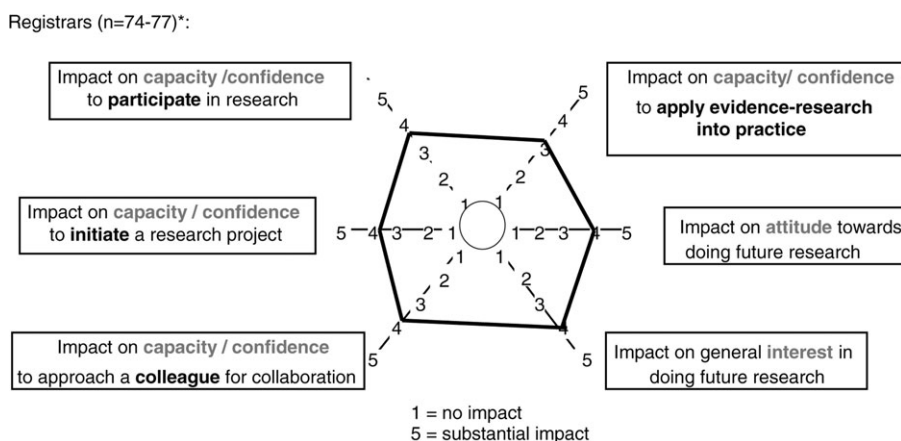 Registrars (n=74-77)*:
Impact on capacity /confidence
to participate in research
Impact on capacity/ confidence
to apply evidence-research
into practice
Impact on capacity / confidence
to initiate a research project
Impact on attitude towards
doing future research
Impact on capacity / confidence
to approach a colleague for collaboration
Impact on general interest in
doing future research
5
4
3
2
1
5
4
3
2
1
5 4 3 2 1
1 2 3 4 5
1
2
3
4
5
1
2
3
4
5
1 = no impact
5 = substantial impact